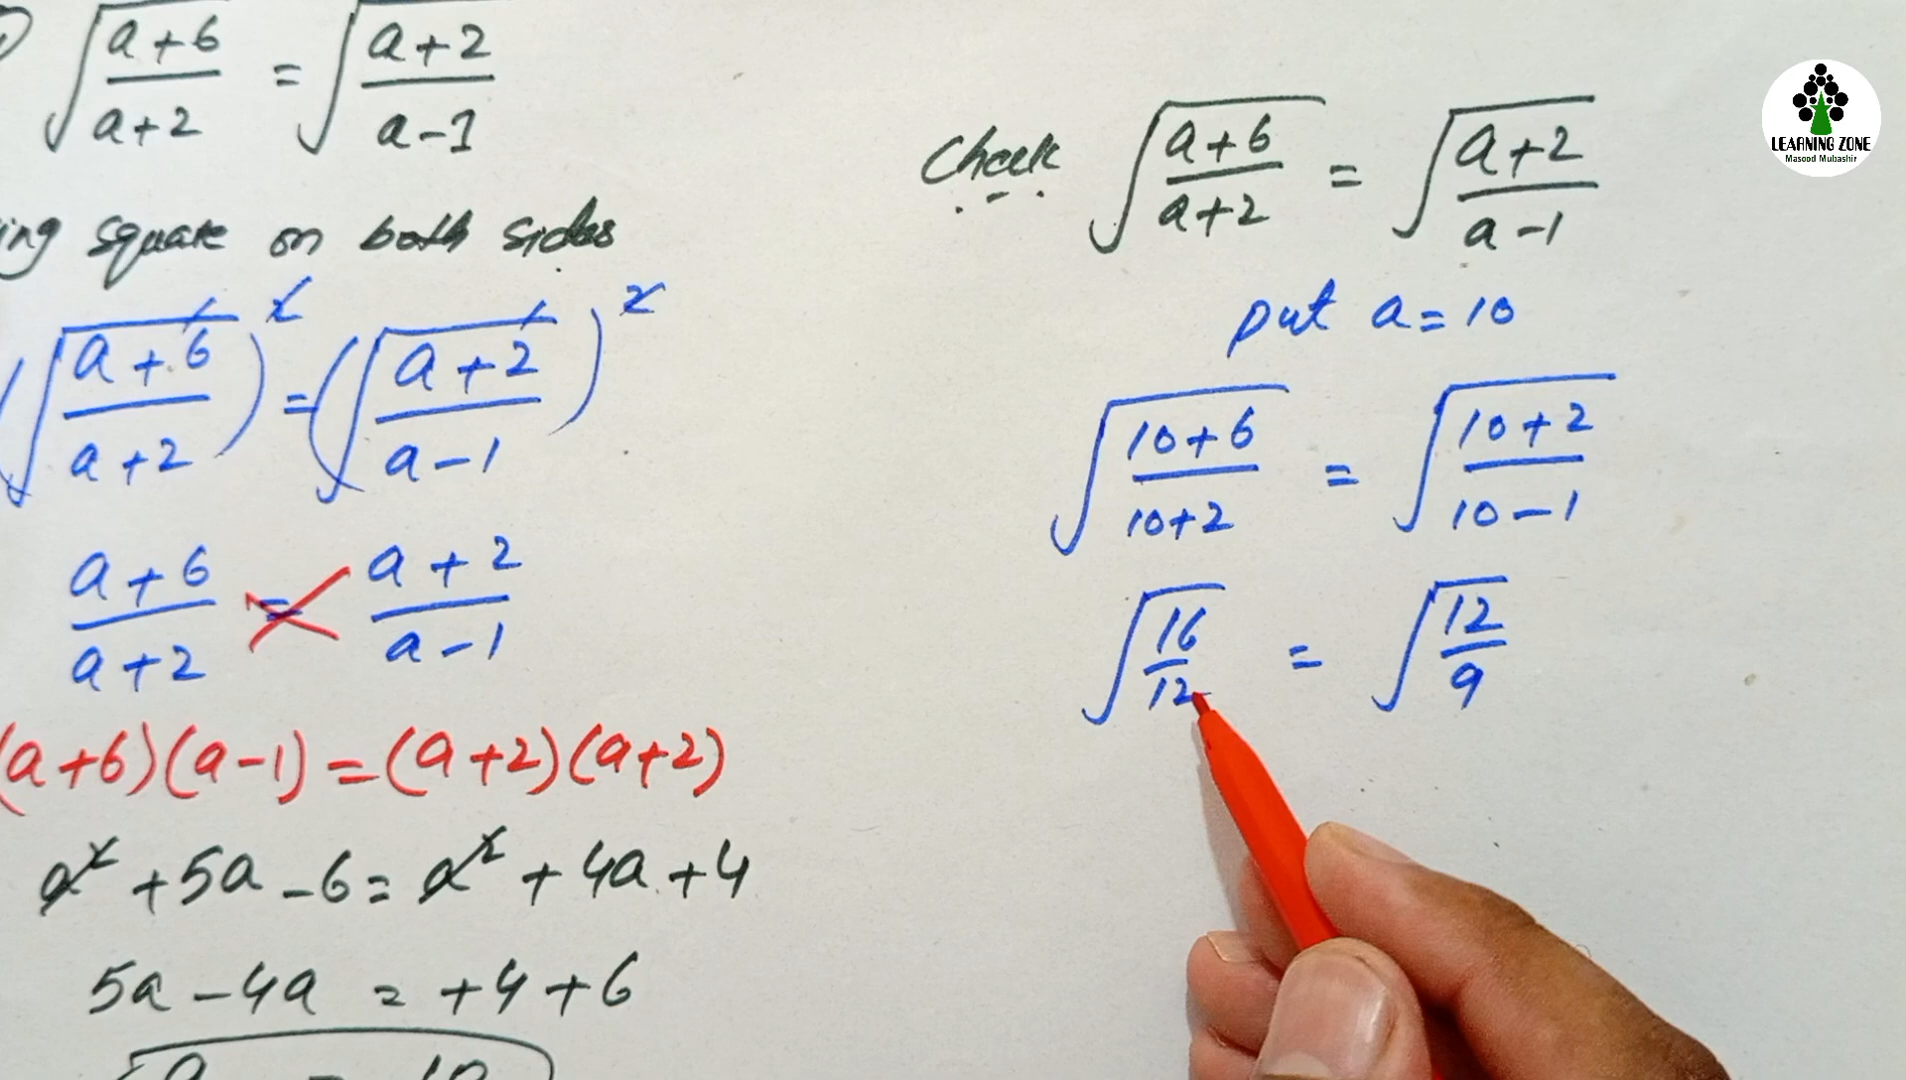 √(a+6)/(a+2) = √(a+2)/(a-1)
ing square on both sides
(√(a+6)/(a+2))² = (√(a+2)/(a-1))²
(a+6)/(a+2) = (a+2)/(a-1)
(a+6)(a-1) = (a+2)(a+2)
a² + 5a - 6 = a² + 4a + 4
5a - 4a = +4+6
a = 10
Check √(a+6)/(a+2) = √(a+2)/(a-1)
put a = 10
√(10+6)/(10+2) = √(10+2)/(10-1)
√16/12 = √12/9
LEARNING ZONE
Masood Mubashir